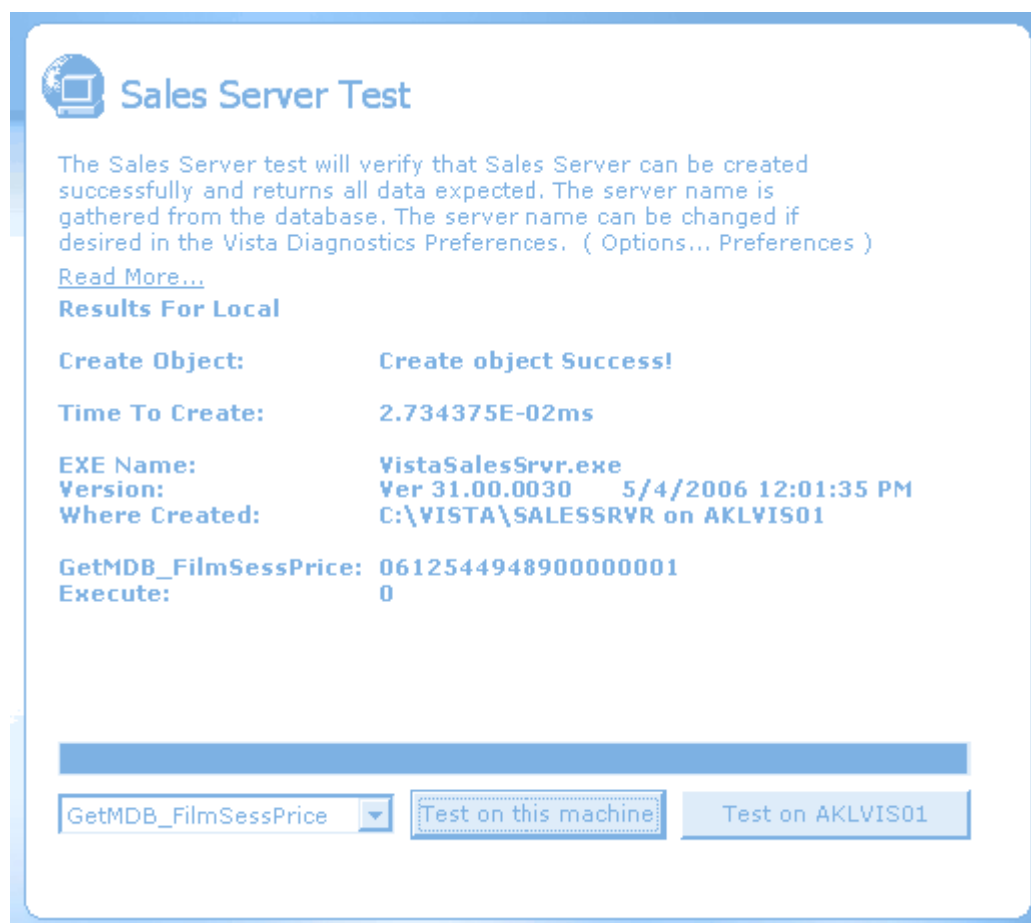 Sales Server Test
The Sales Server test will verify that Sales Server can be created
successfully and returns all data expected. The server name is
gathered from the database. The server name can be changed if
desired in the Vista Diagnostics Preferences.  ( Options... Preferences )
Read More...
Results For Local
Create Object: Create object Success!
Time To Create: 2.734375E-02ms
EXE Name: VistaSalesSrvr.exe
Version: Ver 31.00.0030 5/4/2006 12:01:35 PM
Where Created: C:\VISTA\SALESSRVR on AKLVIS01
GetMDB_FilmSessPrice: 0612544948900000001
Execute: 0
GetMDB_FilmSessPrice Test on this machine Test on AKLVIS01